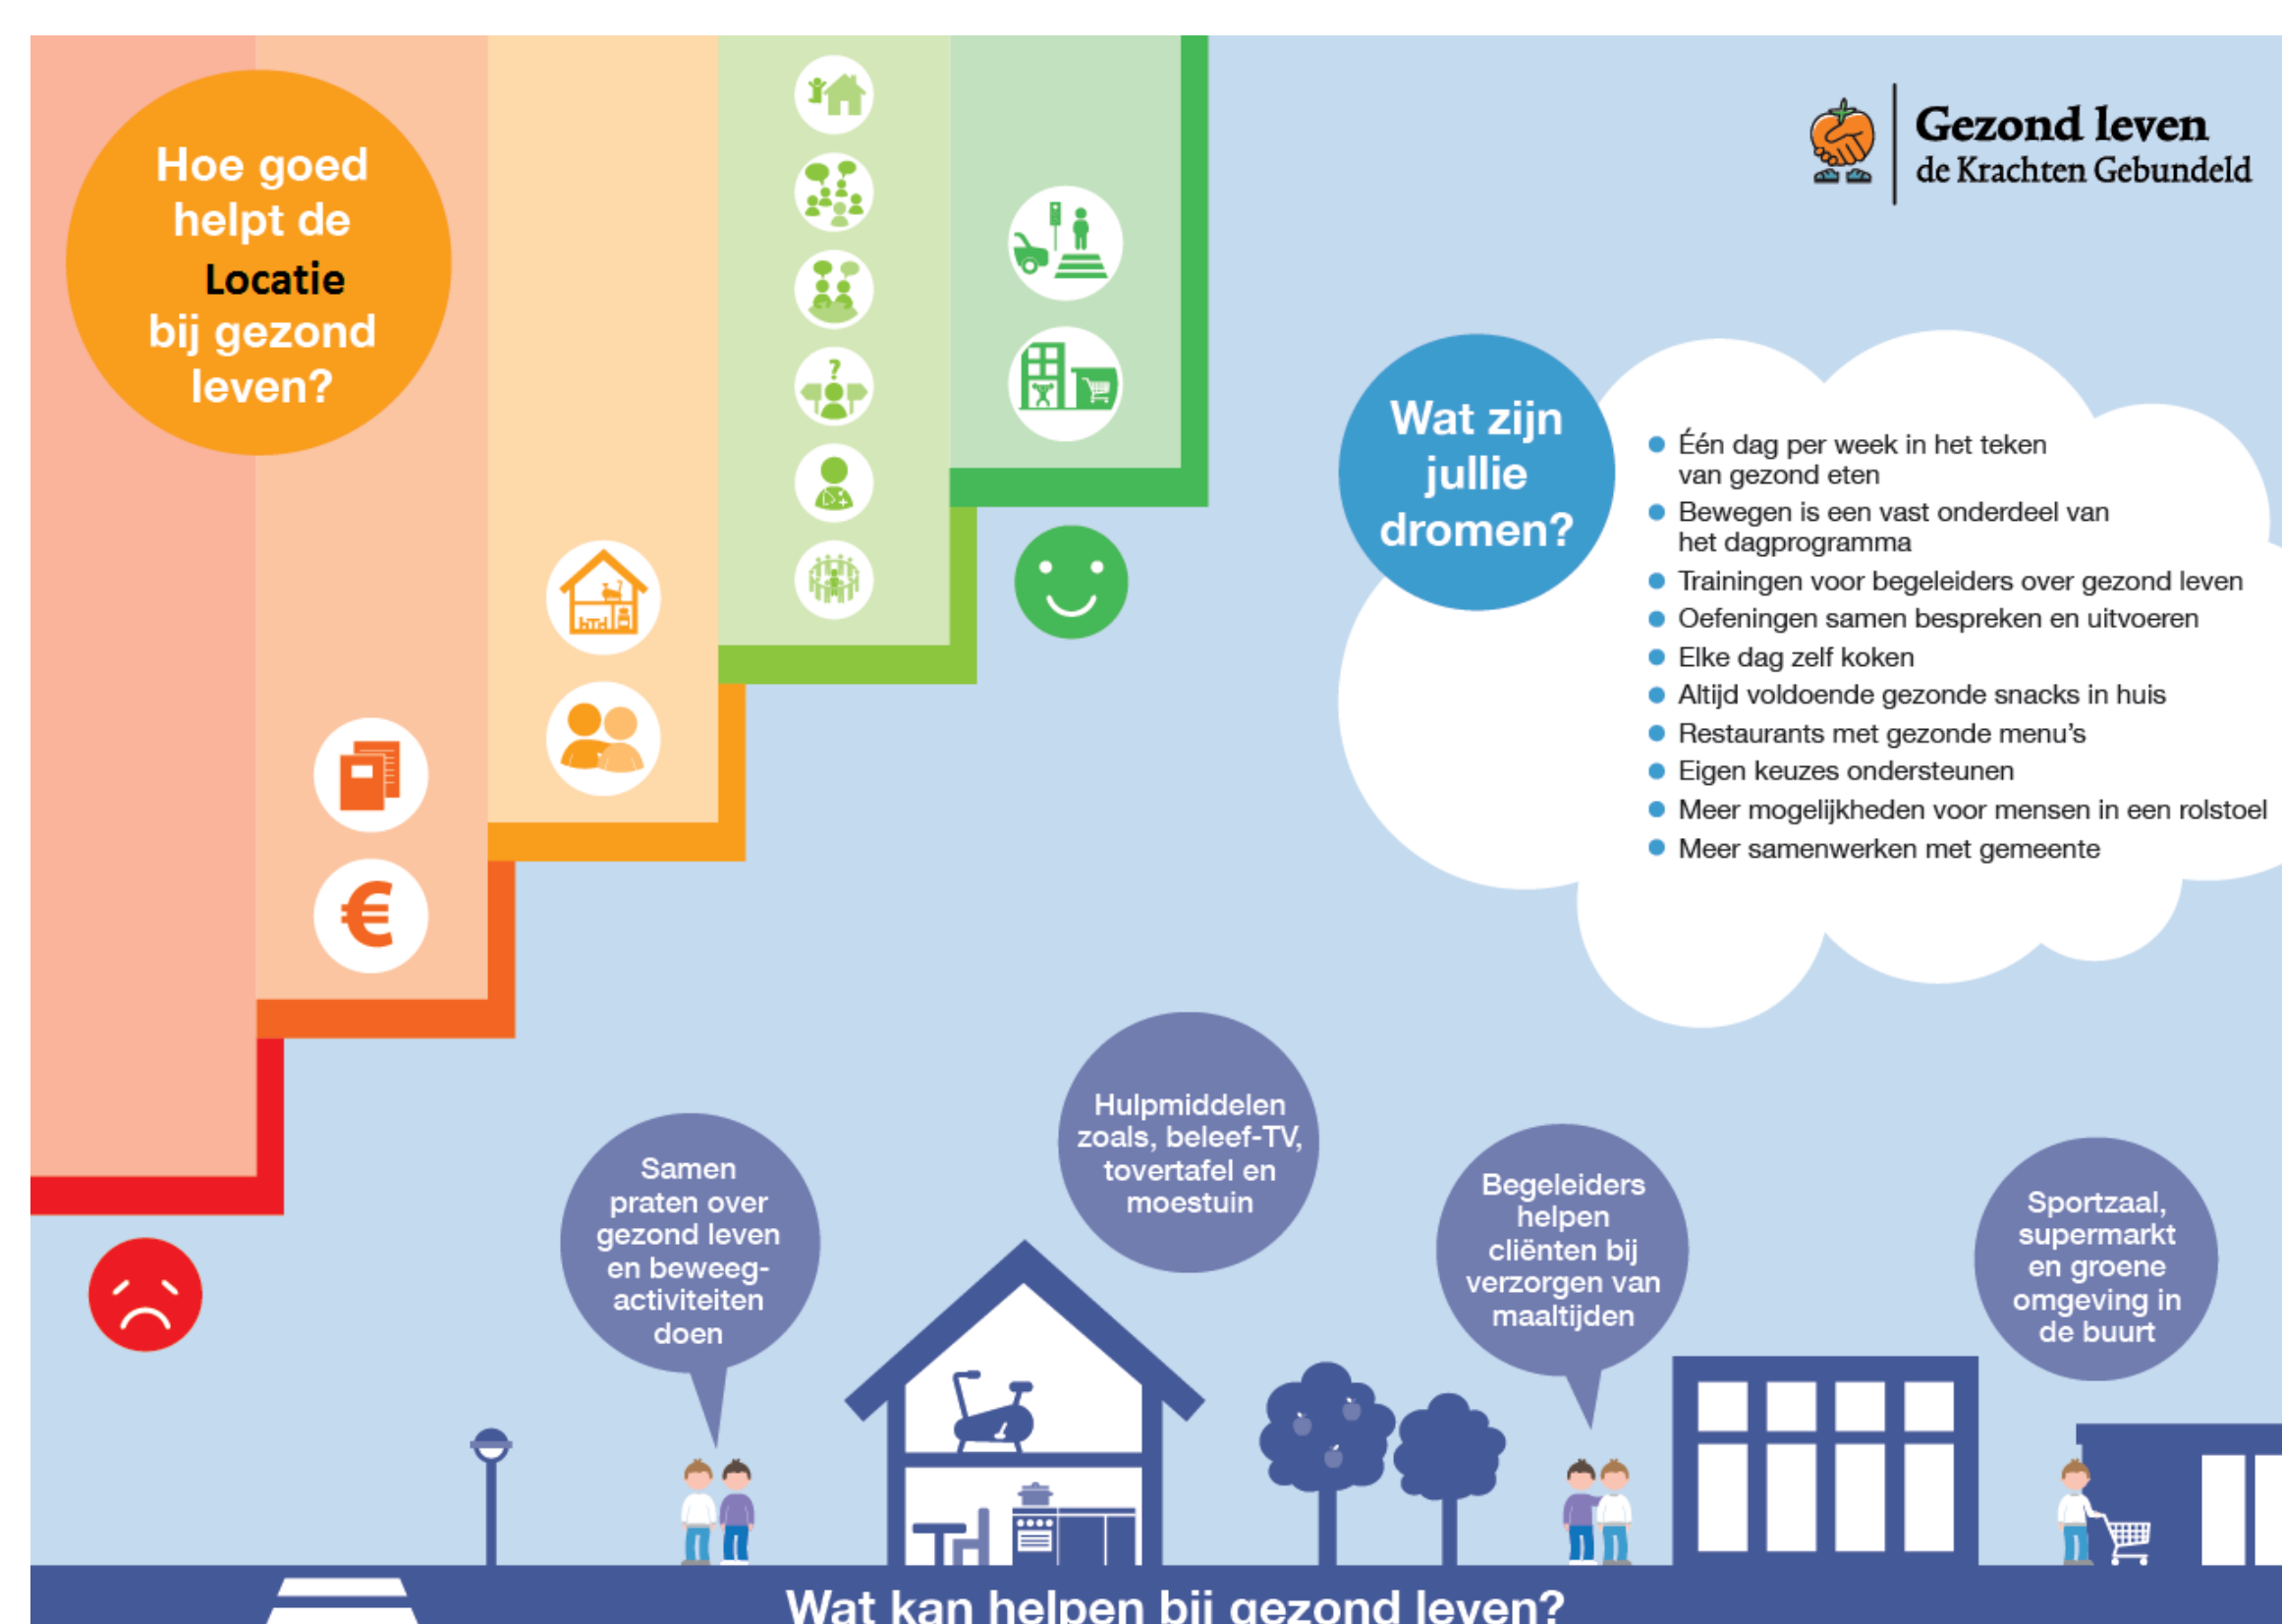 Hoe goed
helpt de
Locatie
bij gezond
leven?
Gezond leven
de Krachten Gebundeld
Wat zijn
jullie
dromen?
Één dag per week in het teken
van gezond eten
Bewegen is een vast onderdeel van
het dagprogramma
Trainingen voor begeleiders over gezond leven
Oefeningen samen bespreken en uitvoeren
Elke dag zelf koken
Altijd voldoende gezonde snacks in huis
Restaurants met gezonde menu's
Eigen keuzes ondersteunen
Meer mogelijkheden voor mensen in een rolstoel
Meer samenwerken met gemeente
€
?
Samen
praten over
gezond leven
en beweeg-
activiteiten
doen
Hulpmiddelen
zoals, beleef-TV,
tovertafel en
moestuin
Begeleiders
helpen
cliënten bij
verzorgen van
maaltijden
Sportzaal,
supermarkt
en groene
omgeving in
de buurt
Wat kan helpen bij gezond leven?